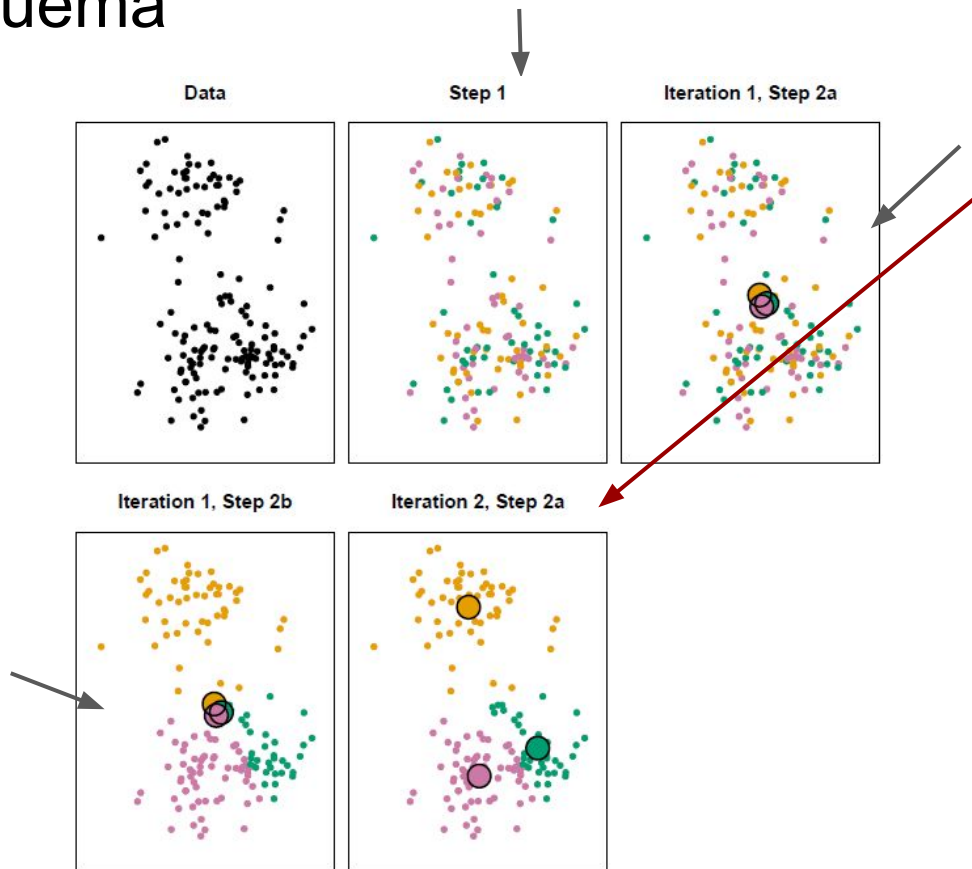 uema
Data
Step 1
Iteration 1, Step 2a
Iteration 1, Step 2b
Iteration 2, Step 2a